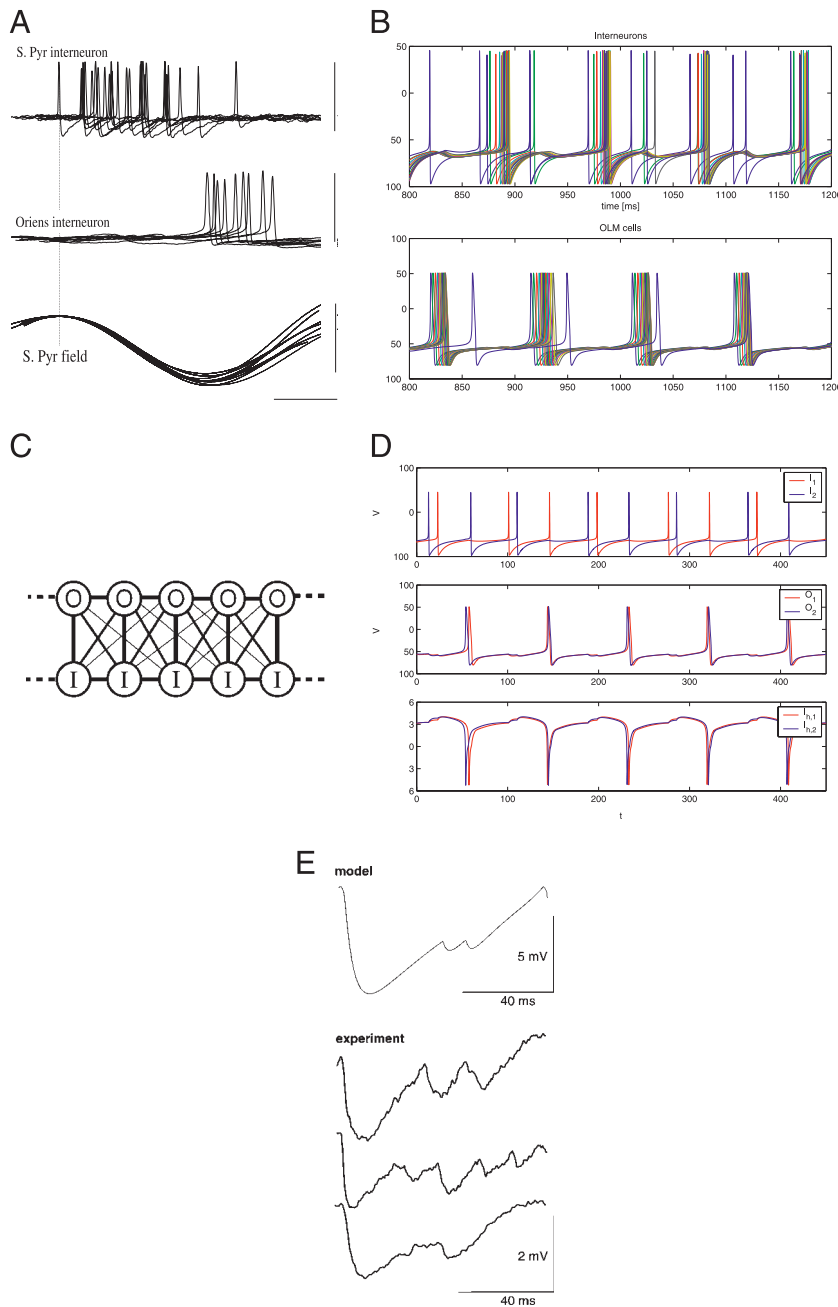 A
S. Pyr interneuron
Oriens interneuron
S. Pyr field
B
Interneurons
50
0
50
100
800 850 900 950 1000 1050 1100 1150 1200
time [ms]
OLM cells
100
50
0
50
100
800 850 900 950 1000 1050 1100 1150 1200
C
O O O O O
I I I I I
D
100
0
100
V
I1
I2
0 100 200 300 400
100
50
0
50
100
V
O1
O2
0 100 200 300 400
6
3
0
3
6
Ih,1
Ih,2
0 100 200 300 400
t
E
model
5 mV
40 ms
experiment
2 mV
40 ms